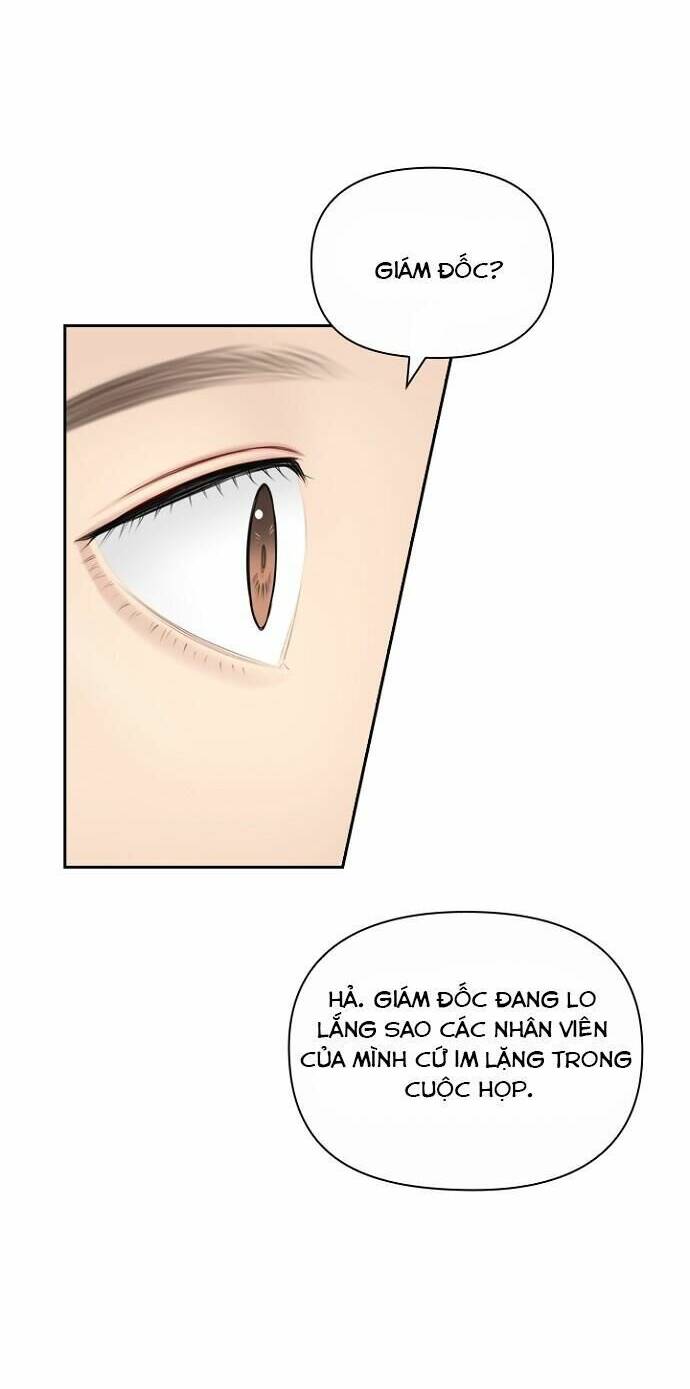 GIÁM ĐỐC?
HẢ. GIÁM ĐỐC ĐANG LO
LẮNG SAO CÁC NHÂN VIÊN
CỦA MÌNH CỨ IM LẶNG TRONG
CUỘC HỌP.